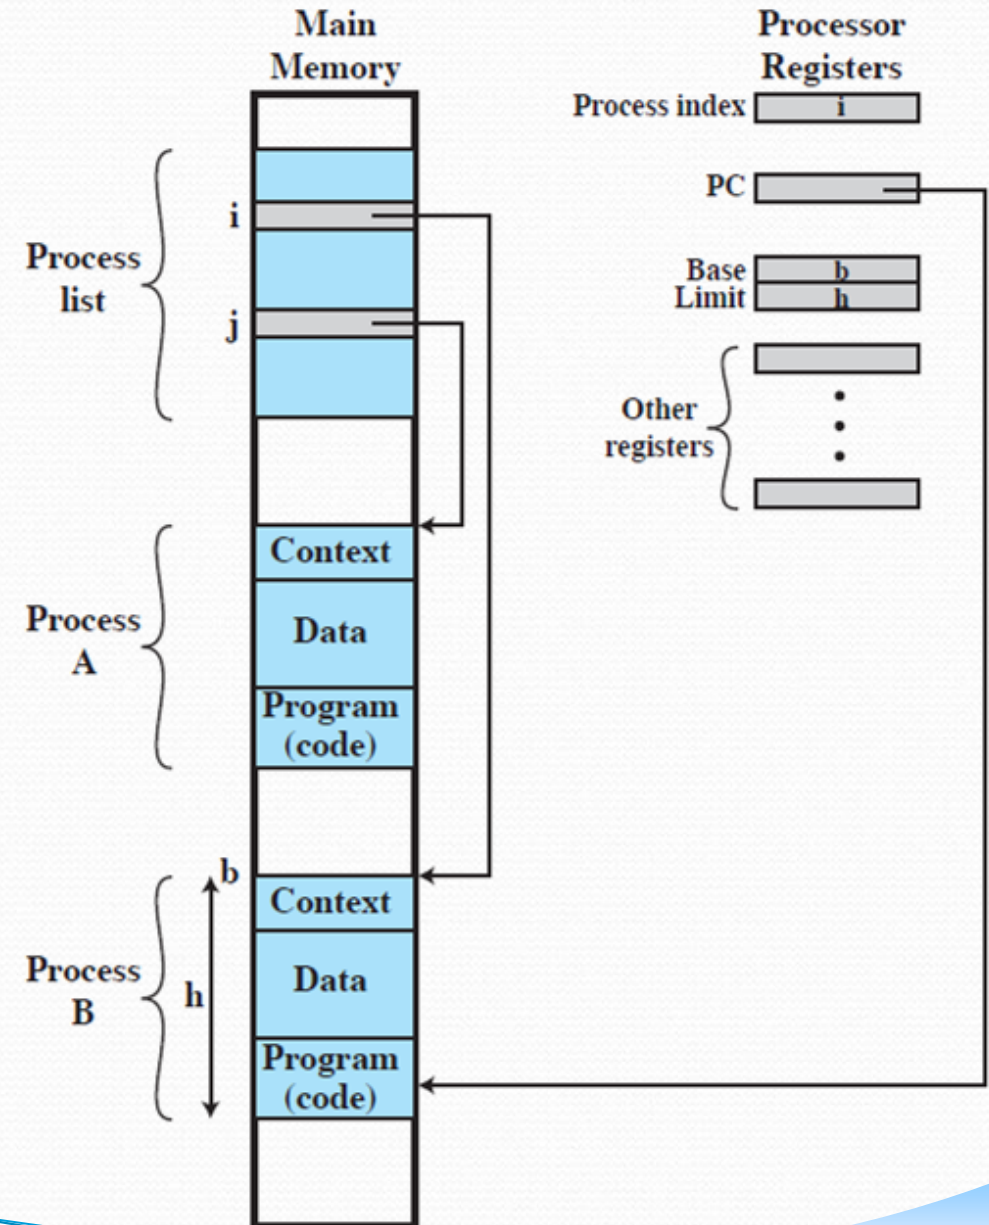 Main
Memory
Processor
Registers
Process index
i
PC
Base
b
Limit
h
Other
registers
Process
list
i
j
Process
A
Context
Data
Program
(code)
Process
B
b
h
Context
Data
Program
(code)